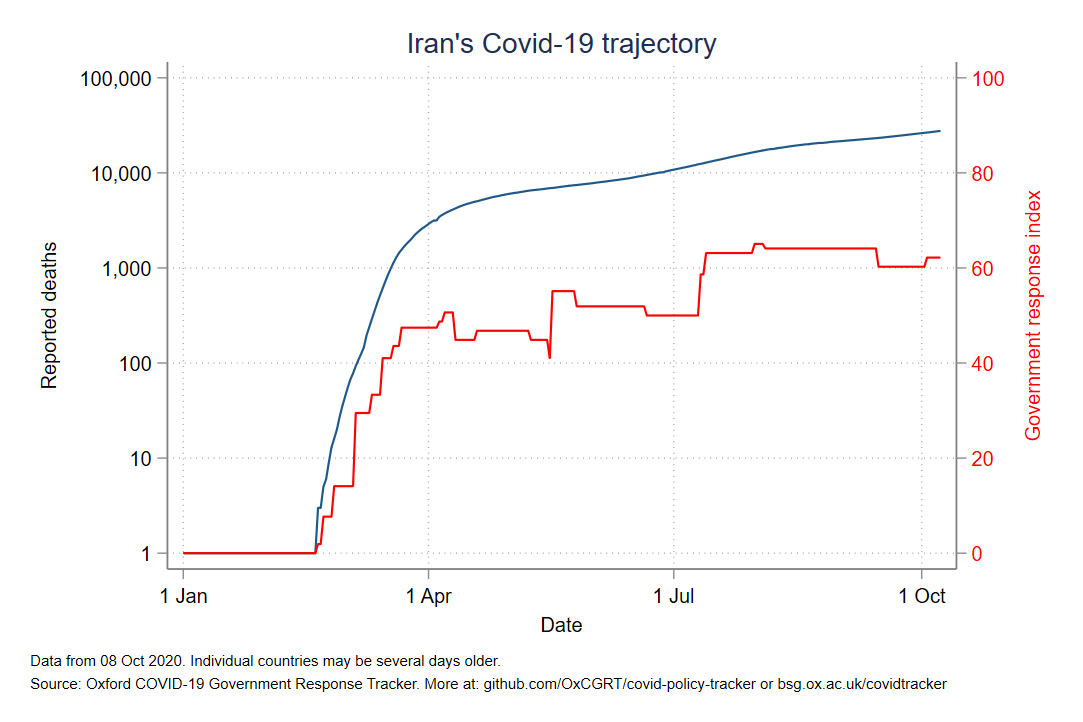 Iran's Covid-19 trajectory
100,000
10,000
1,000
100
10
1
Reported deaths
100
80
60
40
20
0
Government response index
1 Jan
1 Apr
1 Jul
1 Oct
Date
Data from 08 Oct 2020. Individual countries may be several days older.
Source: Oxford COVID-19 Government Response Tracker. More at: github.com/OxCGRT/covid-policy-tracker or bsg.ox.ac.uk/covidtracker